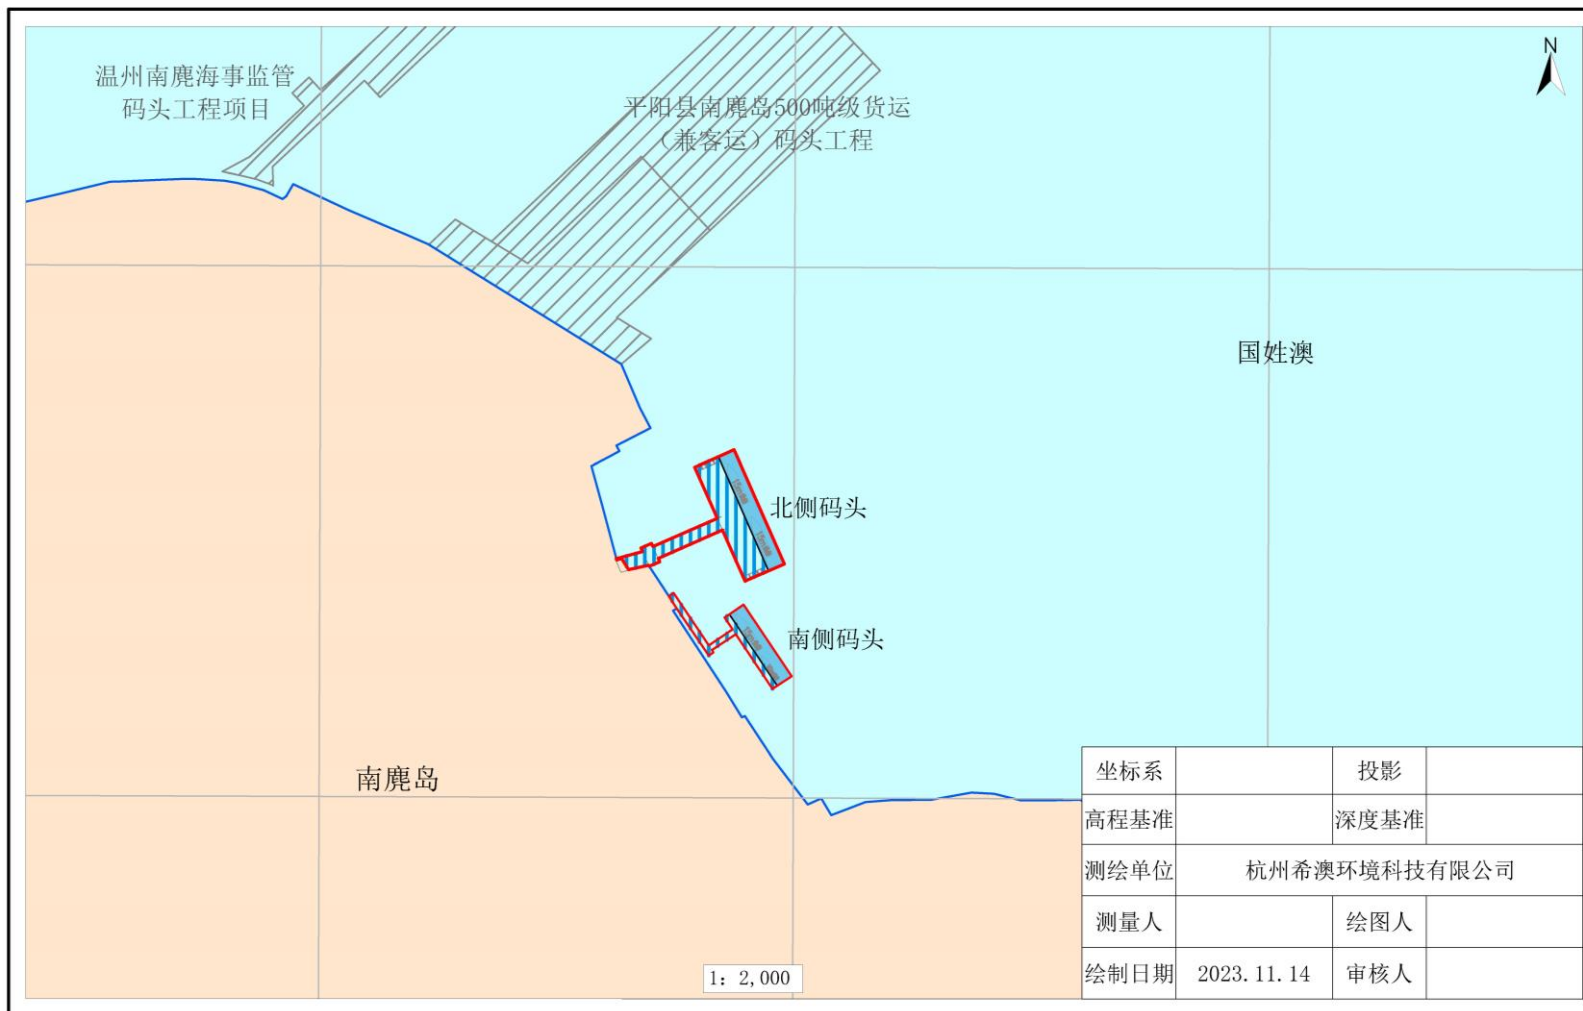 N
温州南麂海事监管
码头工程项目
平阳县南麂岛500吨级货运
（兼客运）码头工程
国姓澳
北侧码头
南侧码头
南麂岛
坐标系 投影
高程基准 深度基准
测绘单位 杭州希澳环境科技有限公司
测量人 绘图人
绘制日期 2023.11.14 审核人
1: 2,000